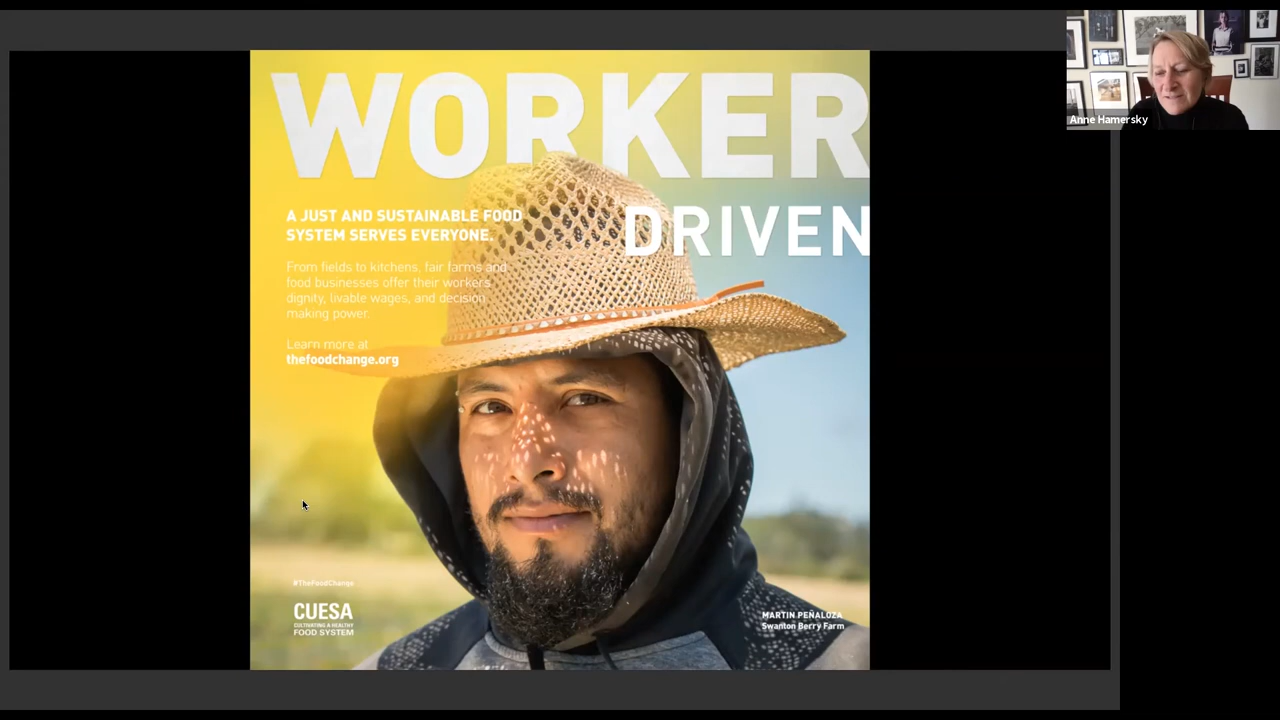 WORKER
DRIVEN
A JUST AND SUSTAINABLE FOOD
SYSTEM SERVES EVERYONE.
From fields to kitchens, fair farms and
food businesses offer their workers
dignity, livable wages, and decision
making power.
Learn more at
thefoodchange.org
#TheFoodChange
CUESA
CULTIVATING A HEALTHY
FOOD SYSTEM
MARTIN PEÑALOZA
Swanton Berry Farm
Anne Hamersky